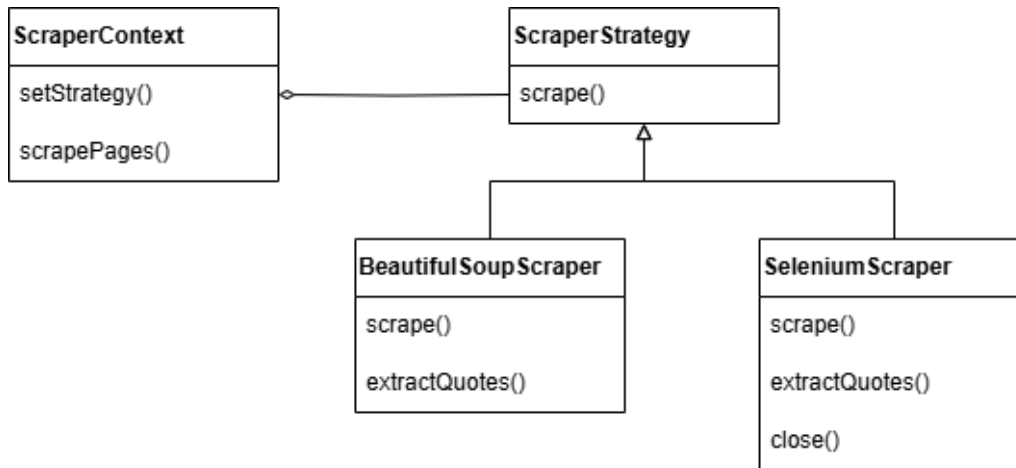 ScraperContext
setStrategy()
scrapePages()
ScraperStrategy
scrape()
BeautifulSoupScraper
scrape()
extractQuotes()
SeleniumScraper
scrape()
extractQuotes()
close()